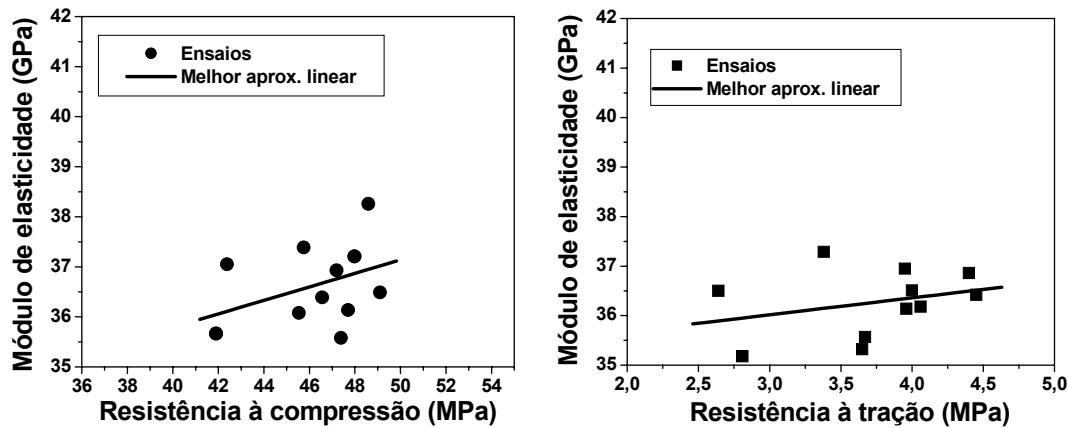 42
41
40
39
38
37
36
35
Módulo de elasticidade (GPa)
Ensaios
Melhor aprox. linear
36 38 40 42 44 46 48 50 52 54
Resistência à compressão (MPa)
42
41
40
39
38
37
36
35
Módulo de elasticidade (GPa)
Ensaios
Melhor aprox. linear
2,0 2,5 3,0 3,5 4,0 4,5 5,0
Resistência à tração (MPa)